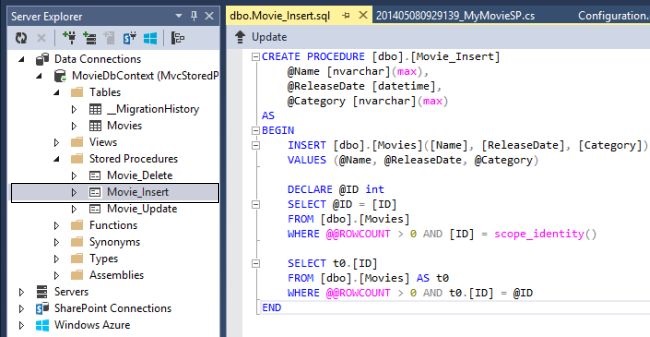 Server Explorer
Data Connections
MovieDbContext (MvcStoredP
Tables
__MigrationHistory
Movies
Views
Stored Procedures
Movie_Delete
Movie_Insert
Movie_Update
Functions
Synonyms
Types
Assemblies
Servers
SharePoint Connections
Windows Azure
dbo.Movie_Insert.sql 201405080929139_MyMovieSP.cs Configuration.
Update
CREATE PROCEDURE [dbo].[Movie_Insert]
@Name [nvarchar](max),
@ReleaseDate [datetime],
@Category [nvarchar](max)
AS
BEGIN
INSERT [dbo].[Movies]([Name], [ReleaseDate], [Category])
VALUES (@Name, @ReleaseDate, @Category)
DECLARE @ID int
SELECT @ID = [ID]
FROM [dbo].[Movies]
WHERE @@ROWCOUNT > 0 AND [ID] = scope_identity()
SELECT t0.[ID]
FROM [dbo].[Movies] AS t0
WHERE @@ROWCOUNT > 0 AND t0.[ID] = @ID
END